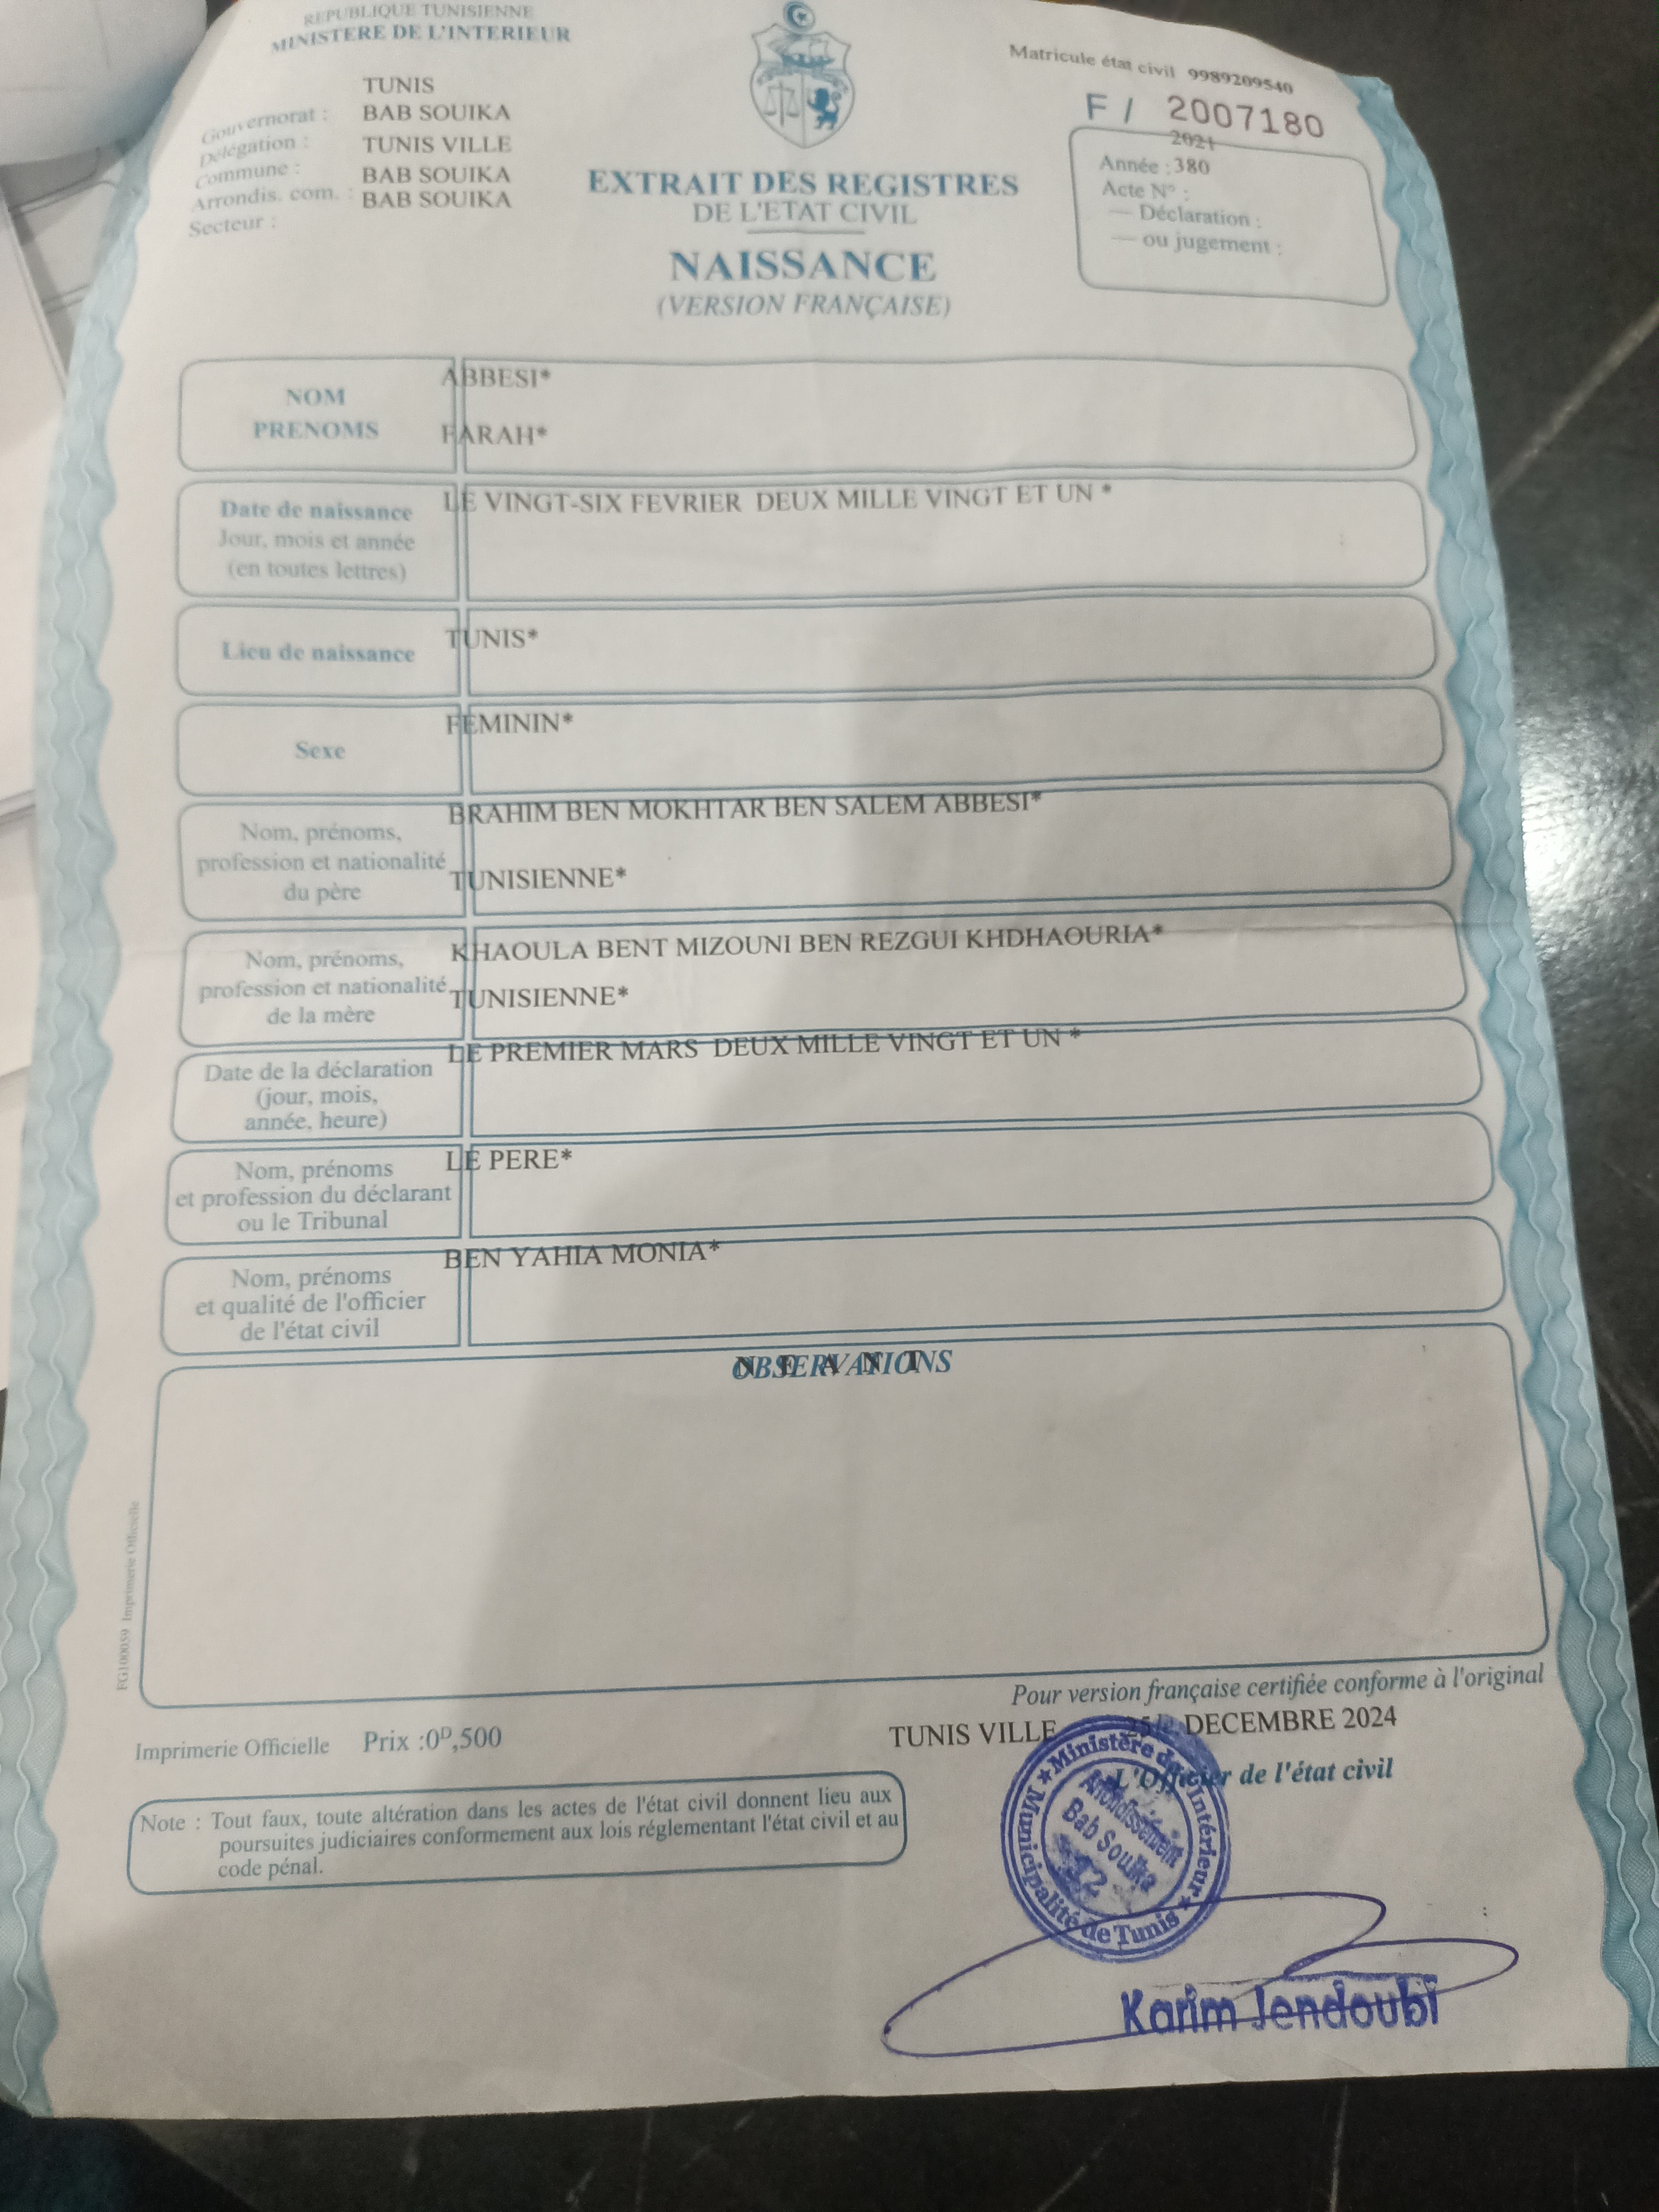 REPUBLIQUE TUNISIENNE
MINISTERE DE L'INTERIEUR
TUNIS
Gouvernorat : BAB SOUIKA
Délégation : TUNIS VILLE
Commune : BAB SOUIKA
Arrondis. com. : BAB SOUIKA
Secteur :
Matricule état civil 9989209540
F / 2007180
2021
Année : 380
Acte N° :
— Déclaration :
— ou jugement :
EXTRAIT DES REGISTRES
DE L'ETAT CIVIL
NAISSANCE
(VERSION FRANÇAISE)
NOM ABBESI*
PRENOMS FARAH*
Date de naissance LE VINGT-SIX FEVRIER DEUX MILLE VINGT ET UN *
Jour, mois et année
(en toutes lettres)
Lieu de naissance TUNIS*
Sexe FEMININ*
BRAHIM BEN MOKHTAR BEN SALEM ABBESI*
Nom, prénoms,
profession et nationalité
du père TUNISIENNE*
Nom, prénoms, KHAOULA BENT MIZOUNI BEN REZGUI KHDHAOURIA*
profession et nationalité TUNISIENNE*
de la mère
LE PREMIER MARS DEUX MILLE VINGT ET UN *
Date de la déclaration
(jour, mois,
année, heure)
Nom, prénoms LE PERE*
et profession du déclarant
ou le Tribunal
BEN YAHIA MONIA*
Nom, prénoms
et qualité de l'officier
de l'état civil
OBSERVATIONS
N E A N T
FG100059 Imprimerie Officielle
Pour version française certifiée conforme à l'original
TUNIS VILLE 25 le DECEMBRE 2024
L'Officier de l'état civil
Imprimerie Officielle Prix :0ᴰ,500
Note : Tout faux, toute altération dans les actes de l'état civil donnent lieu aux
poursuites judiciaires conformement aux lois réglementant l'état civil et au
code pénal.
★ Ministère de l'Intérieur ★
Municipalité de Tunis
Arrondissement
Bab Souika
Karim Jendoubi